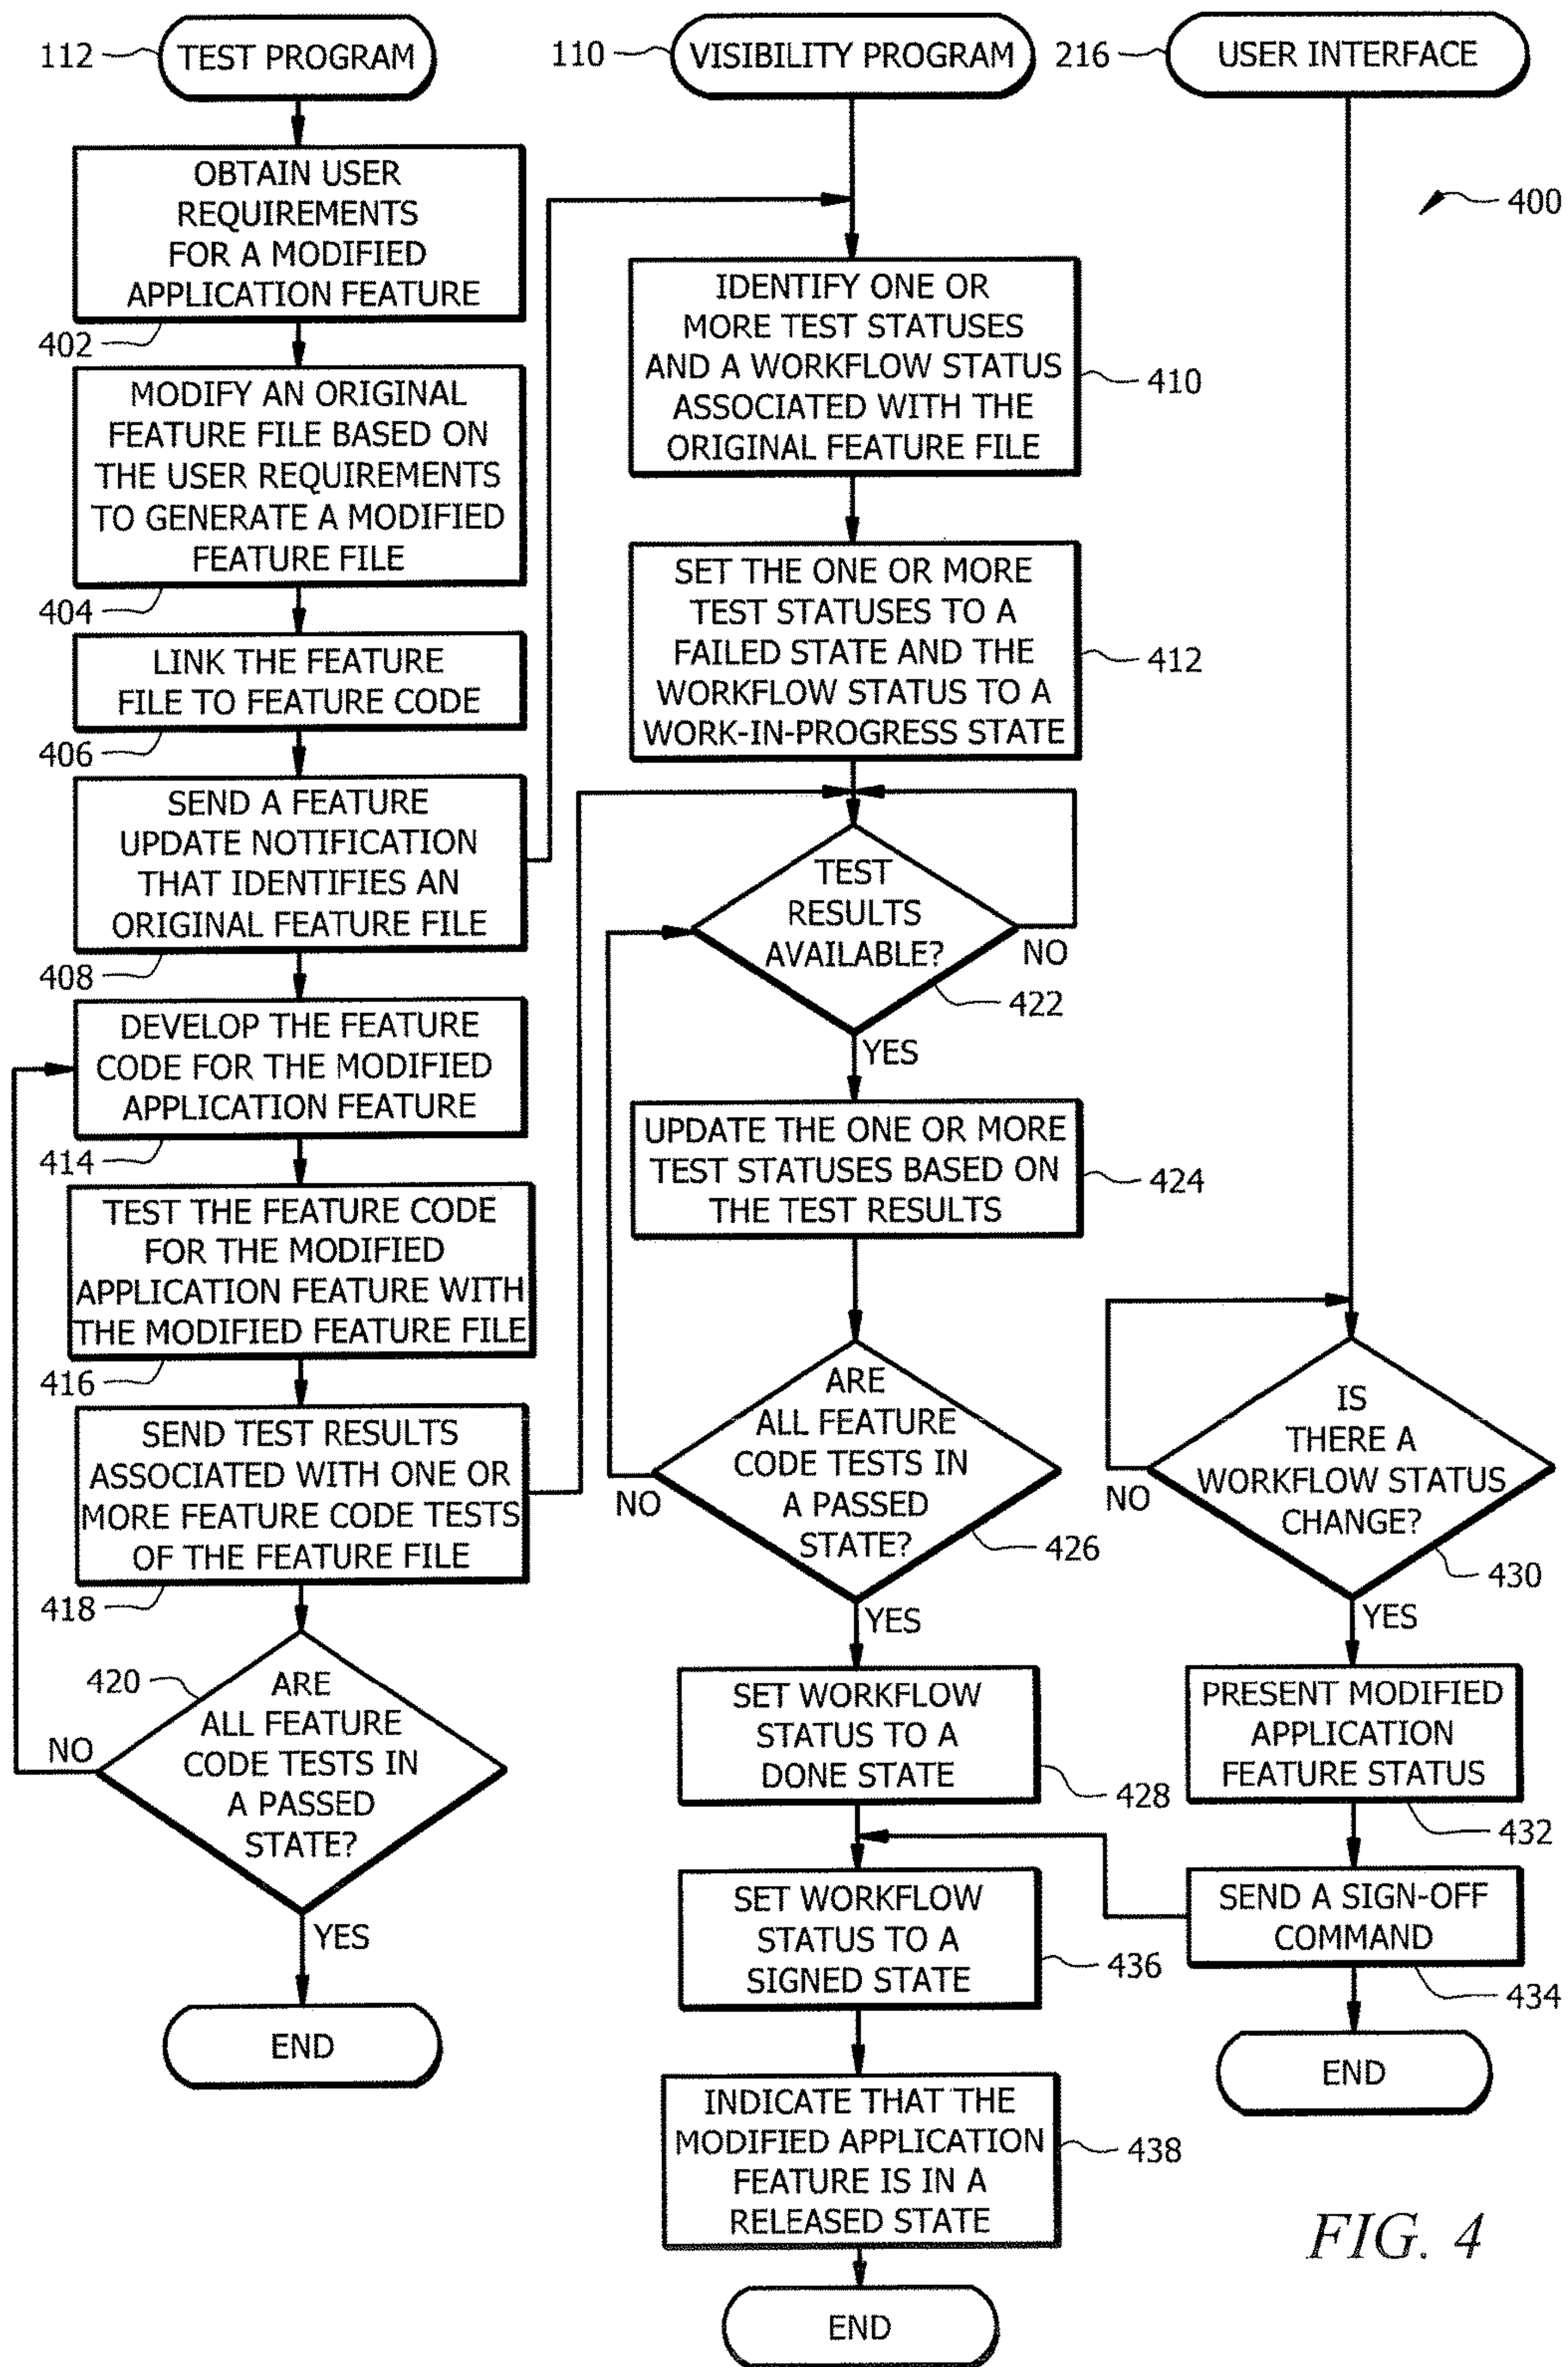 112
TEST PROGRAM
OBTAIN USER
REQUIREMENTS
FOR A MODIFIED
APPLICATION FEATURE
402
MODIFY AN ORIGINAL
FEATURE FILE BASED ON
THE USER REQUIREMENTS
TO GENERATE A MODIFIED
FEATURE FILE
404
LINK THE FEATURE
FILE TO FEATURE CODE
406
SEND A FEATURE
UPDATE NOTIFICATION
THAT IDENTIFIES AN
ORIGINAL FEATURE FILE
408
DEVELOP THE FEATURE
CODE FOR THE MODIFIED
APPLICATION FEATURE
414
TEST THE FEATURE CODE
FOR THE MODIFIED
APPLICATION FEATURE WITH
THE MODIFIED FEATURE FILE
416
SEND TEST RESULTS
ASSOCIATED WITH ONE OR
MORE FEATURE CODE TESTS
OF THE FEATURE FILE
418
420
ARE
ALL FEATURE
CODE TESTS IN
A PASSED
STATE?
NO
YES
END
110
VISIBILITY PROGRAM
IDENTIFY ONE OR
MORE TEST STATUSES
AND A WORKFLOW STATUS
ASSOCIATED WITH THE
ORIGINAL FEATURE FILE
410
SET THE ONE OR MORE
TEST STATUSES TO A
FAILED STATE AND THE
WORKFLOW STATUS TO A
WORK-IN-PROGRESS STATE
412
TEST
RESULTS
AVAILABLE?
NO
422
YES
UPDATE THE ONE OR MORE
TEST STATUSES BASED ON
THE TEST RESULTS
424
ARE
ALL FEATURE
CODE TESTS IN
A PASSED
STATE?
NO
426
YES
SET WORKFLOW
STATUS TO A
DONE STATE
428
SET WORKFLOW
STATUS TO A
SIGNED STATE
436
INDICATE THAT THE
MODIFIED APPLICATION
FEATURE IS IN A
RELEASED STATE
438
END
216
USER INTERFACE
400
IS
THERE A
WORKFLOW STATUS
CHANGE?
NO
430
YES
PRESENT MODIFIED
APPLICATION
FEATURE STATUS
432
SEND A SIGN-OFF
COMMAND
434
END
FIG. 4